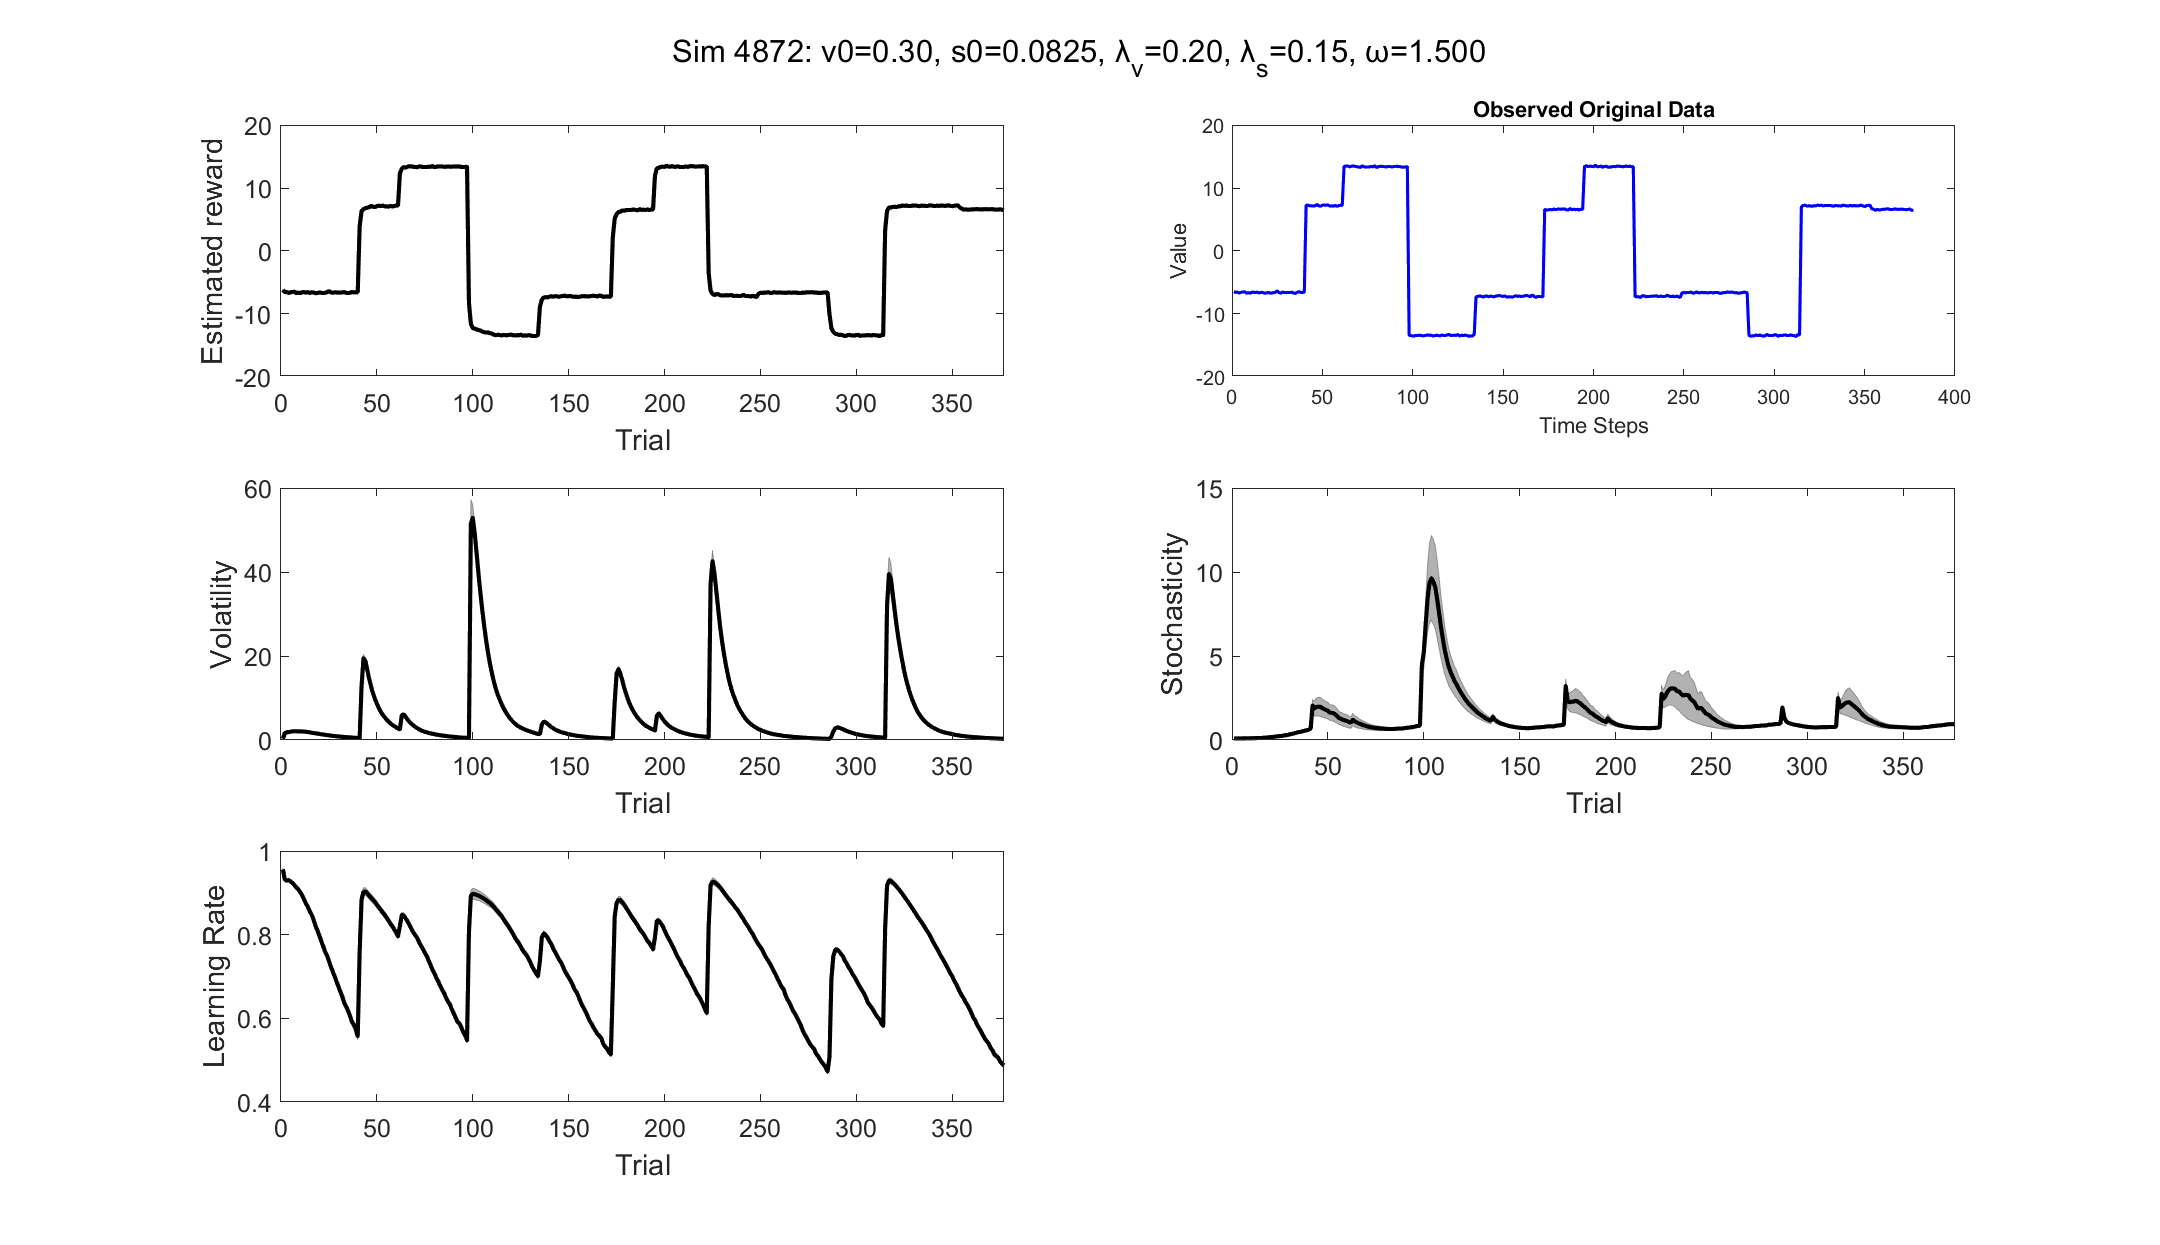 Sim 4872: v0=0.30, s0=0.0825, λv=0.20, λs=0.15, ω=1.500
Estimated reward
20
10
0
-10
-20
0 50 100 150 200 250 300 350
Trial
Observed Original Data
Value
20
10
0
-10
-20
0 50 100 150 200 250 300 350 400
Time Steps
Volatility
60
40
20
0
0 50 100 150 200 250 300 350
Trial
Stochasticity
15
10
5
0
0 50 100 150 200 250 300 350
Trial
Learning Rate
1
0.8
0.6
0.4
0 50 100 150 200 250 300 350
Trial